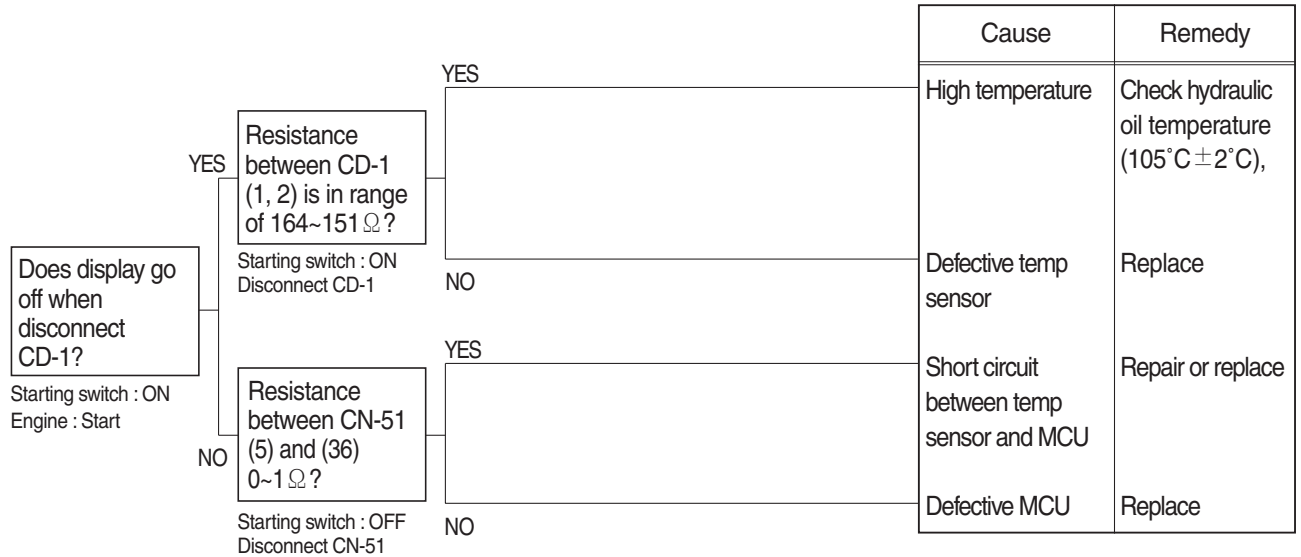 Cause
Remedy
YES
High temperature
Check hydraulic
oil temperature
(105˚C±2˚C),
YES
Resistance
between CD-1
(1, 2) is in range
of 164~151Ω?
Starting switch : ON
Disconnect CD-1
NO
Defective temp
sensor
Replace
Does display go
off when
disconnect
CD-1?
Starting switch : ON
Engine : Start
YES
Short circuit
between temp
sensor and MCU
Repair or replace
NO
Resistance
between CN-51
(5) and (36)
0~1Ω?
Starting switch : OFF
Disconnect CN-51
NO
Defective MCU
Replace